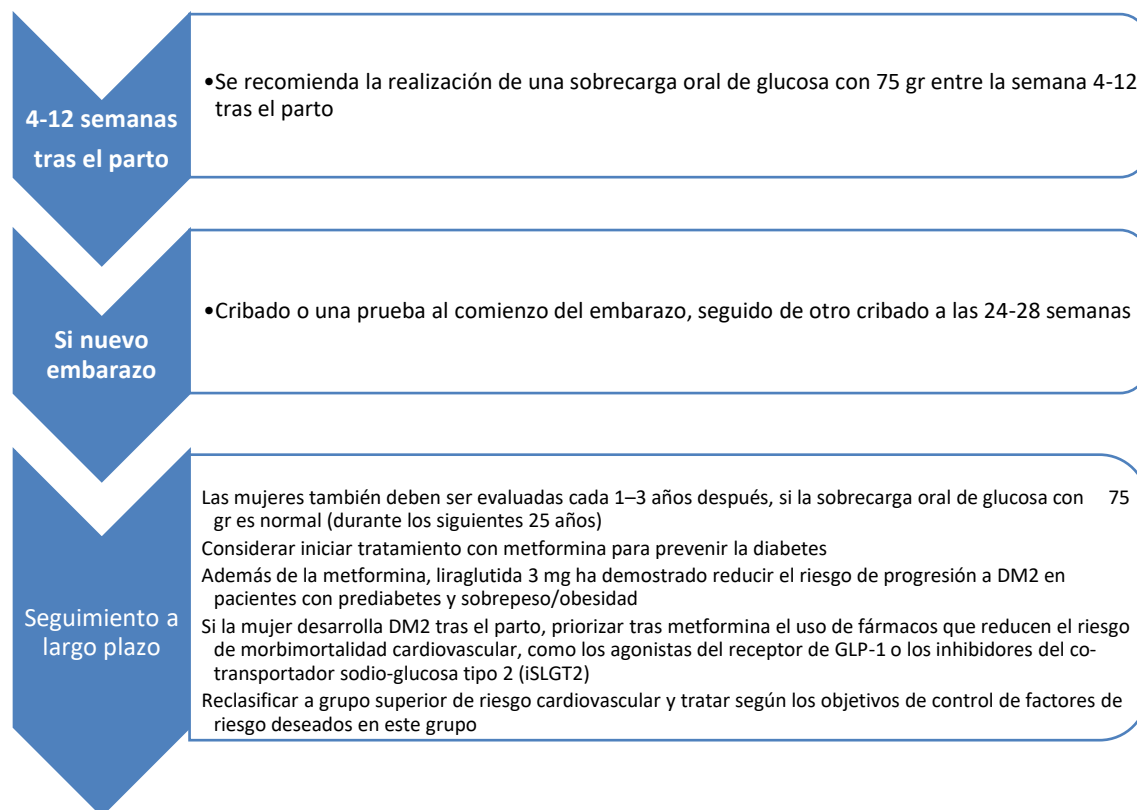 4-12 semanas
tras el parto
•Se recomienda la realización de una sobrecarga oral de glucosa con 75 gr entre la semana 4-12
tras el parto
Si nuevo
embarazo
•Cribado o una prueba al comienzo del embarazo, seguido de otro cribado a las 24-28 semanas
Seguimiento a
largo plazo
Las mujeres también deben ser evaluadas cada 1–3 años después, si la sobrecarga oral de glucosa con 75
gr es normal (durante los siguientes 25 años)
Considerar iniciar tratamiento con metformina para prevenir la diabetes
Además de la metformina, liraglutida 3 mg ha demostrado reducir el riesgo de progresión a DM2 en
pacientes con prediabetes y sobrepeso/obesidad
Si la mujer desarrolla DM2 tras el parto, priorizar tras metformina el uso de fármacos que reducen el riesgo
de morbimortalidad cardiovascular, como los agonistas del receptor de GLP-1 o los inhibidores del co-
transportador sodio-glucosa tipo 2 (iSLGT2)
Reclasificar a grupo superior de riesgo cardiovascular y tratar según los objetivos de control de factores de
riesgo deseados en este grupo